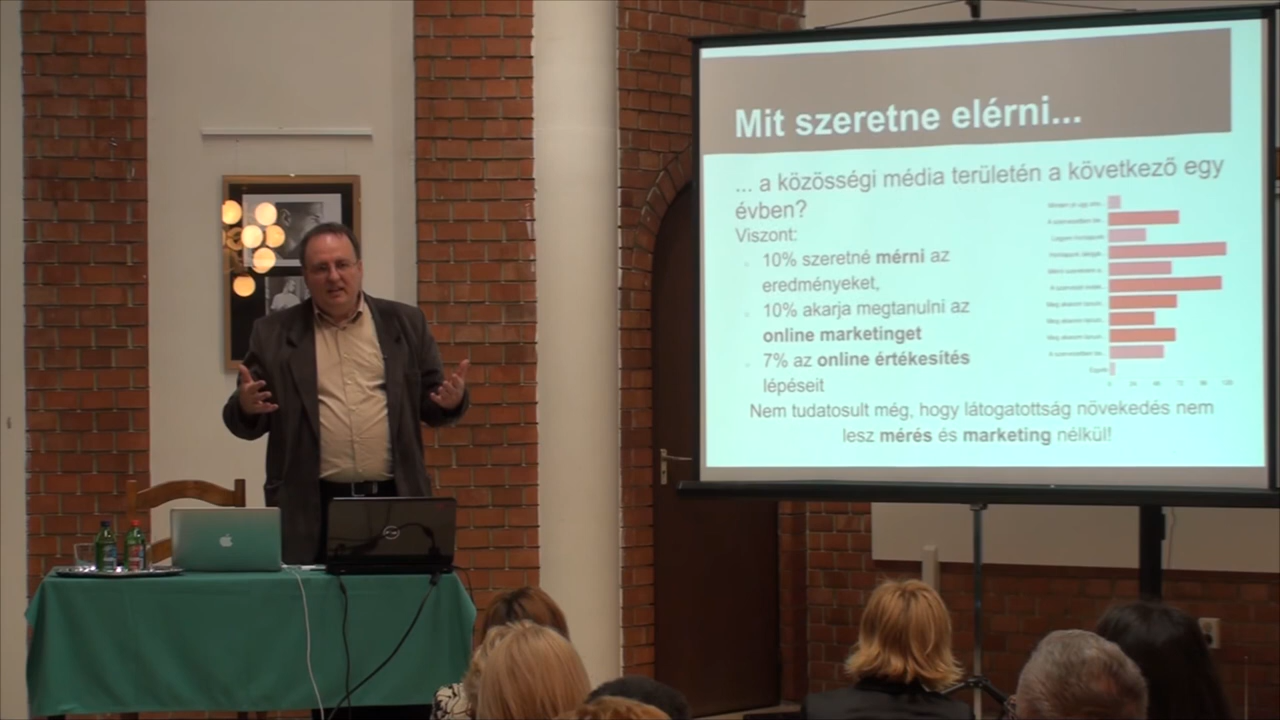 Mit szeretne elérni...
... a közösségi média területén a következő egy
évben?
Viszont:
10% szeretné mérni az
eredményeket,
10% akarja megtanulni az
online marketinget
7% az online értékesítés
lépéseit
Nem tudatosult még, hogy látogatottság növekedés nem
lesz mérés és marketing nélkül!